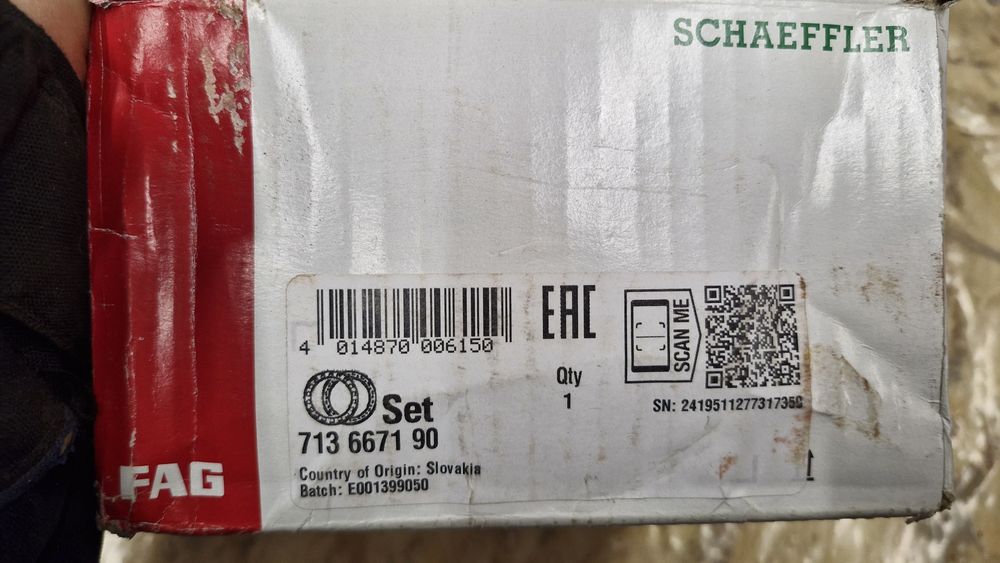 SCHAEFFLER
EAC
SCAN ME
4 014870 006150
Qty
1
Set
713 6671 90
SN: 2419511277317359
Country of Origin: Slovakia
Batch: E001399050
FAG